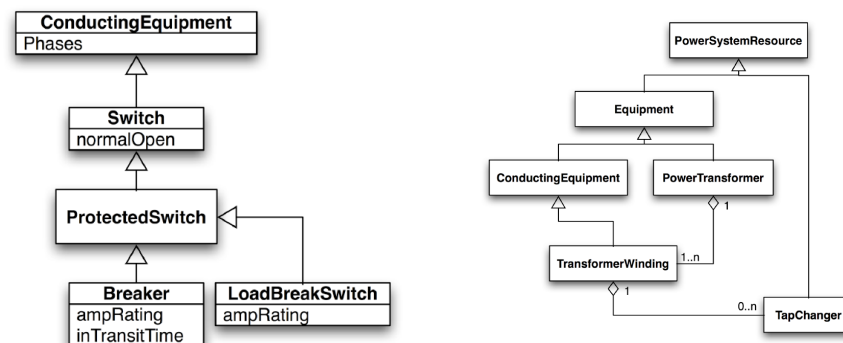 ConductingEquipment
Phases
Switch
normalOpen
ProtectedSwitch
Breaker
ampRating
inTransitTime
LoadBreakSwitch
ampRating
PowerSystemResource
Equipment
ConductingEquipment
PowerTransformer
1
TransformerWinding
1..n
1
0..n
TapChanger